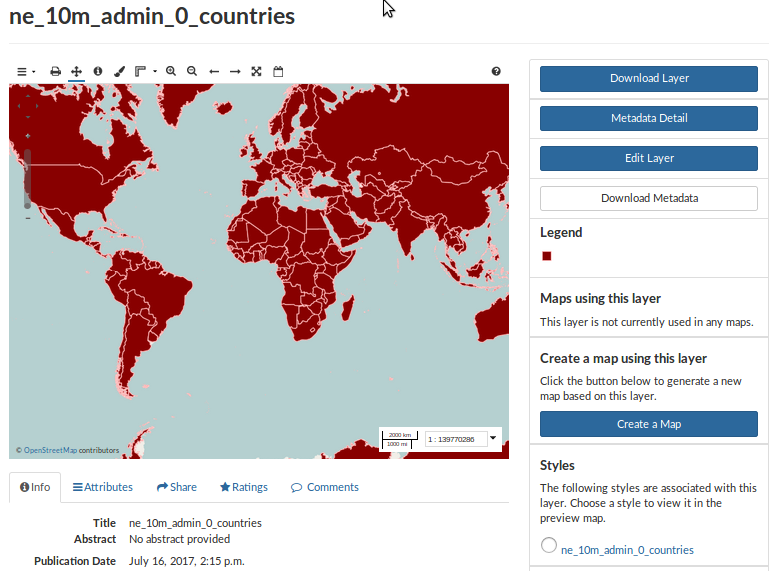 ne_10m_admin_0_countries
2000 km
1000 mi
1 : 139770286
© OpenStreetMap contributors
Info
Attributes
Share
Ratings
Comments
Title ne_10m_admin_0_countries
Abstract No abstract provided
Publication Date July 16, 2017, 2:15 p.m.
Download Layer
Metadata Detail
Edit Layer
Download Metadata
Legend
Maps using this layer
This layer is not currently used in any maps.
Create a map using this layer
Click the button below to generate a new
map based on this layer.
Create a Map
Styles
The following styles are associated with this
layer. Choose a style to view it in the
preview map.
ne_10m_admin_0_countries